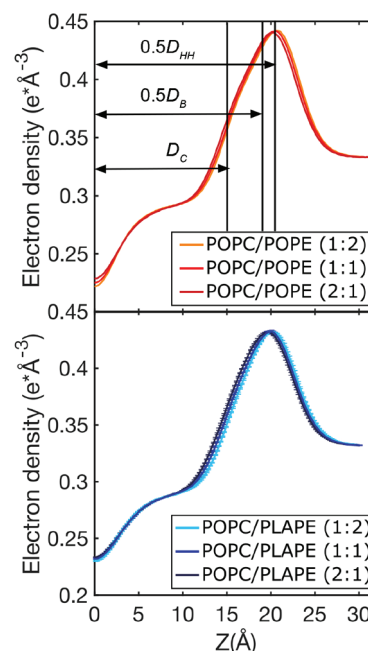 Electron density (e*Å⁻³)
0.45
0.4
0.35
0.3
0.25
0.5D_HH
0.5D_B
D_C
POPC/POPE (1:2)
POPC/POPE (1:1)
POPC/POPE (2:1)
Electron density (e*Å⁻³)
0.45
0.4
0.35
0.3
0.25
0.2
POPC/PLAPE (1:2)
POPC/PLAPE (1:1)
POPC/PLAPE (2:1)
0 5 10 15 20 25 30
Z(Å)